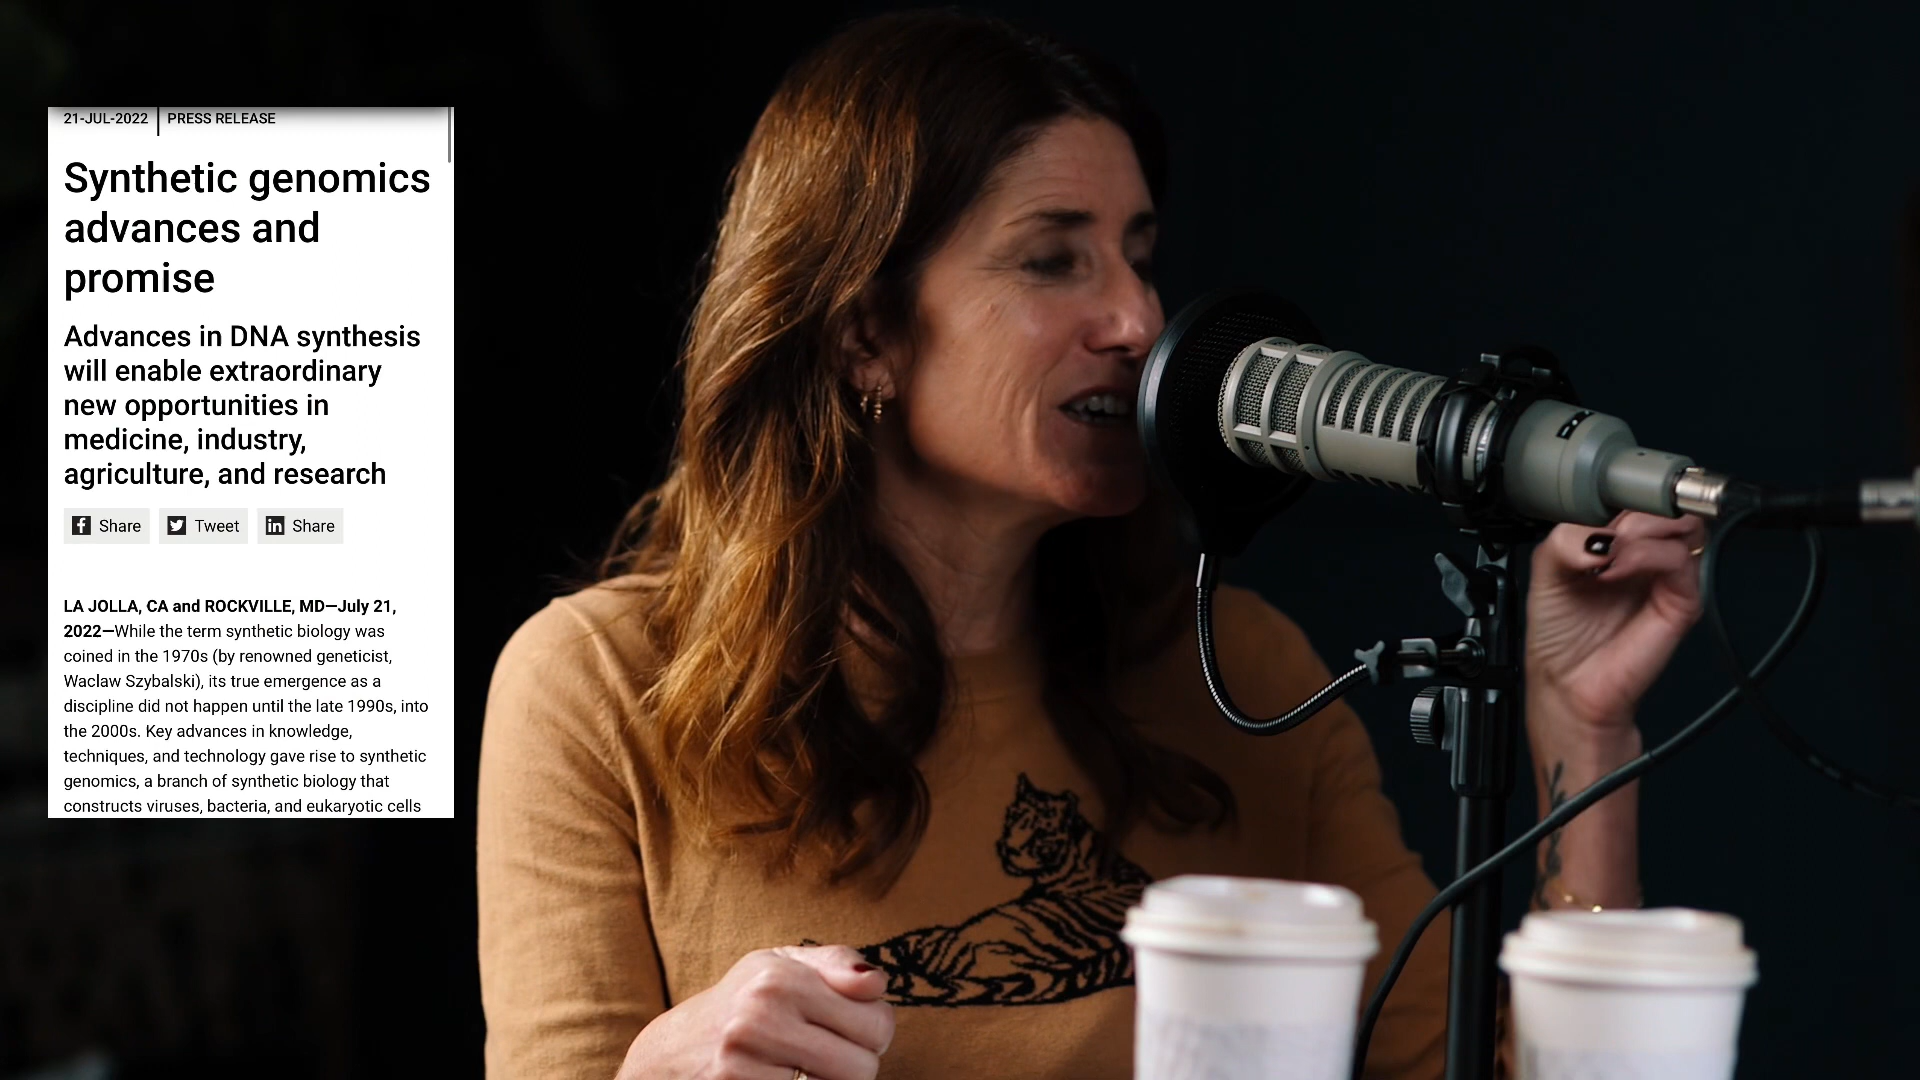 21-JUL-2022 | PRESS RELEASE
Synthetic genomics
advances and
promise
Advances in DNA synthesis
will enable extraordinary
new opportunities in
medicine, industry,
agriculture, and research
Share Tweet Share
LA JOLLA, CA and ROCKVILLE, MD—July 21,
2022—While the term synthetic biology was
coined in the 1970s (by renowned geneticist,
Waclaw Szybalski), its true emergence as a
discipline did not happen until the late 1990s, into
the 2000s. Key advances in knowledge,
techniques, and technology gave rise to synthetic
genomics, a branch of synthetic biology that
constructs viruses, bacteria, and eukaryotic cells